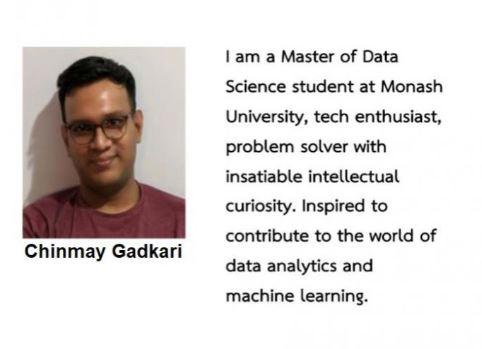 I am a Master of Data
Science student at Monash
University, tech enthusiast,
problem solver with
insatiable intellectual
curiosity. Inspired to
contribute to the world of
data analytics and
machine learning.
Chinmay Gadkari